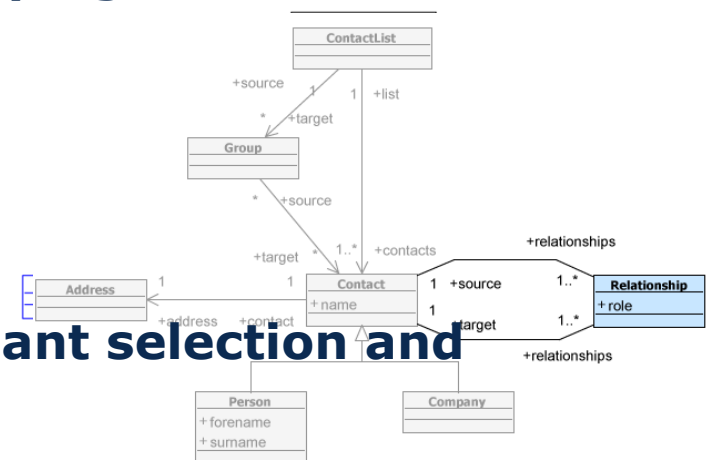 ContactList
+source
1
1
+list
*
+target
Group
*
+source
+target
*
1..*
+contacts
+relationships
Address
1
1
Contact
+ name
1
+source
1..*
Relationship
+ role
+address
+contact
1
+target
1..*
+relationships
ant selection and
Person
+ forename
+ surname
Company